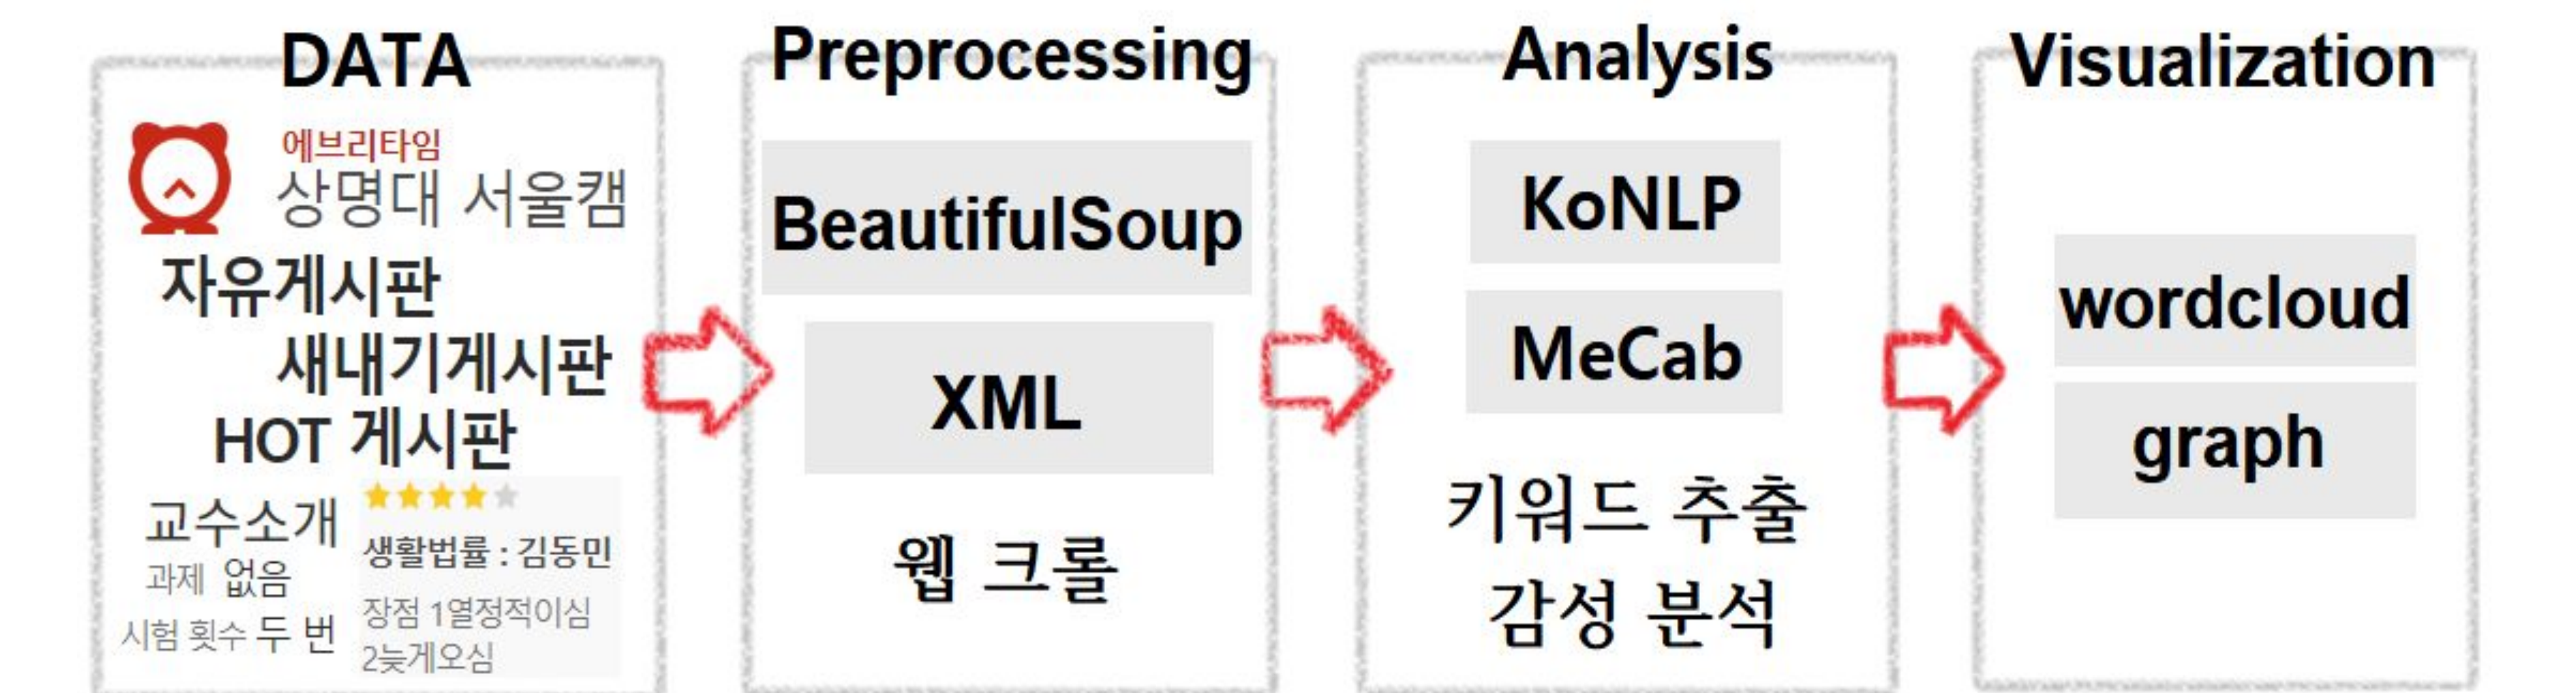 DATA
에브리타임
상명대 서울캠
자유게시판
새내기게시판
HOT 게시판
교수소개
과제 없음
시험 횟수 두 번
생활법률 : 김동민
장점 1열정적이심
2늦게오심
Preprocessing
BeautifulSoup
XML
웹 크롤
Analysis
KoNLP
MeCab
키워드 추출
감성 분석
Visualization
wordcloud
graph